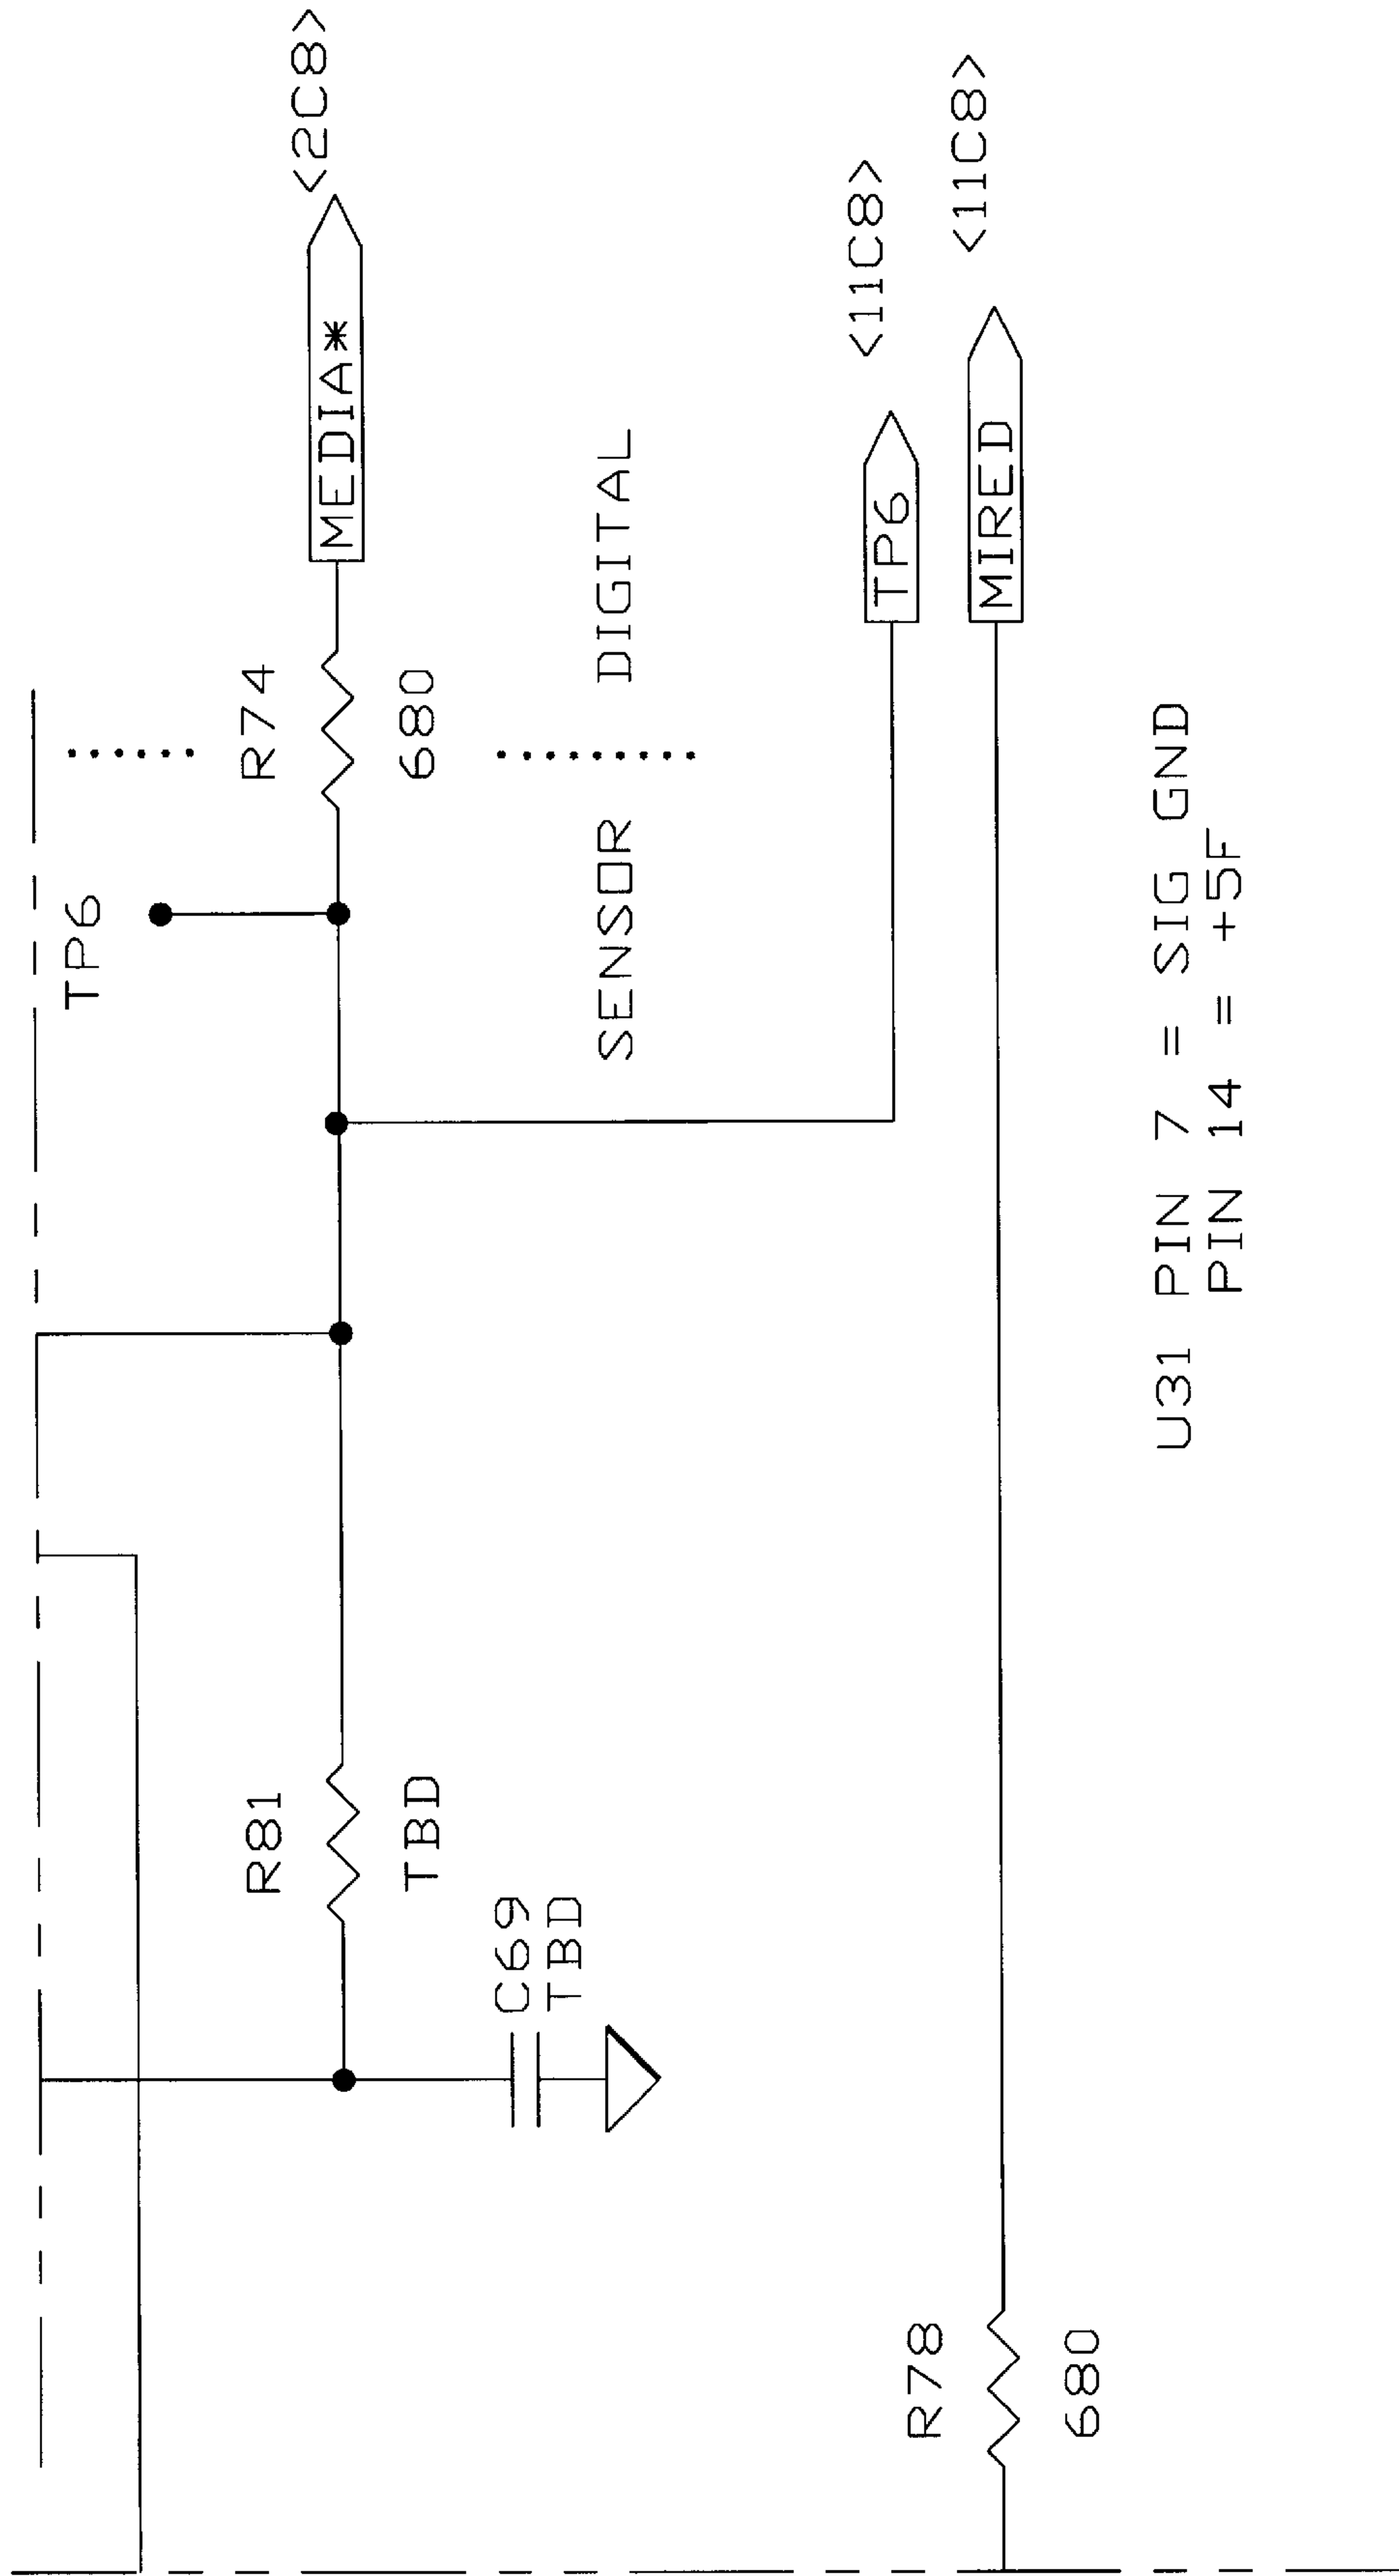 TP6
R74
MEDIA*
<2C8>
680
R81
TBD
C69
TBD
SENSOR DIGITAL
TP6
<11C8>
MIRED
<11C8>
R78
680
U31 PIN 7 = SIG GND
PIN 14 = +5F